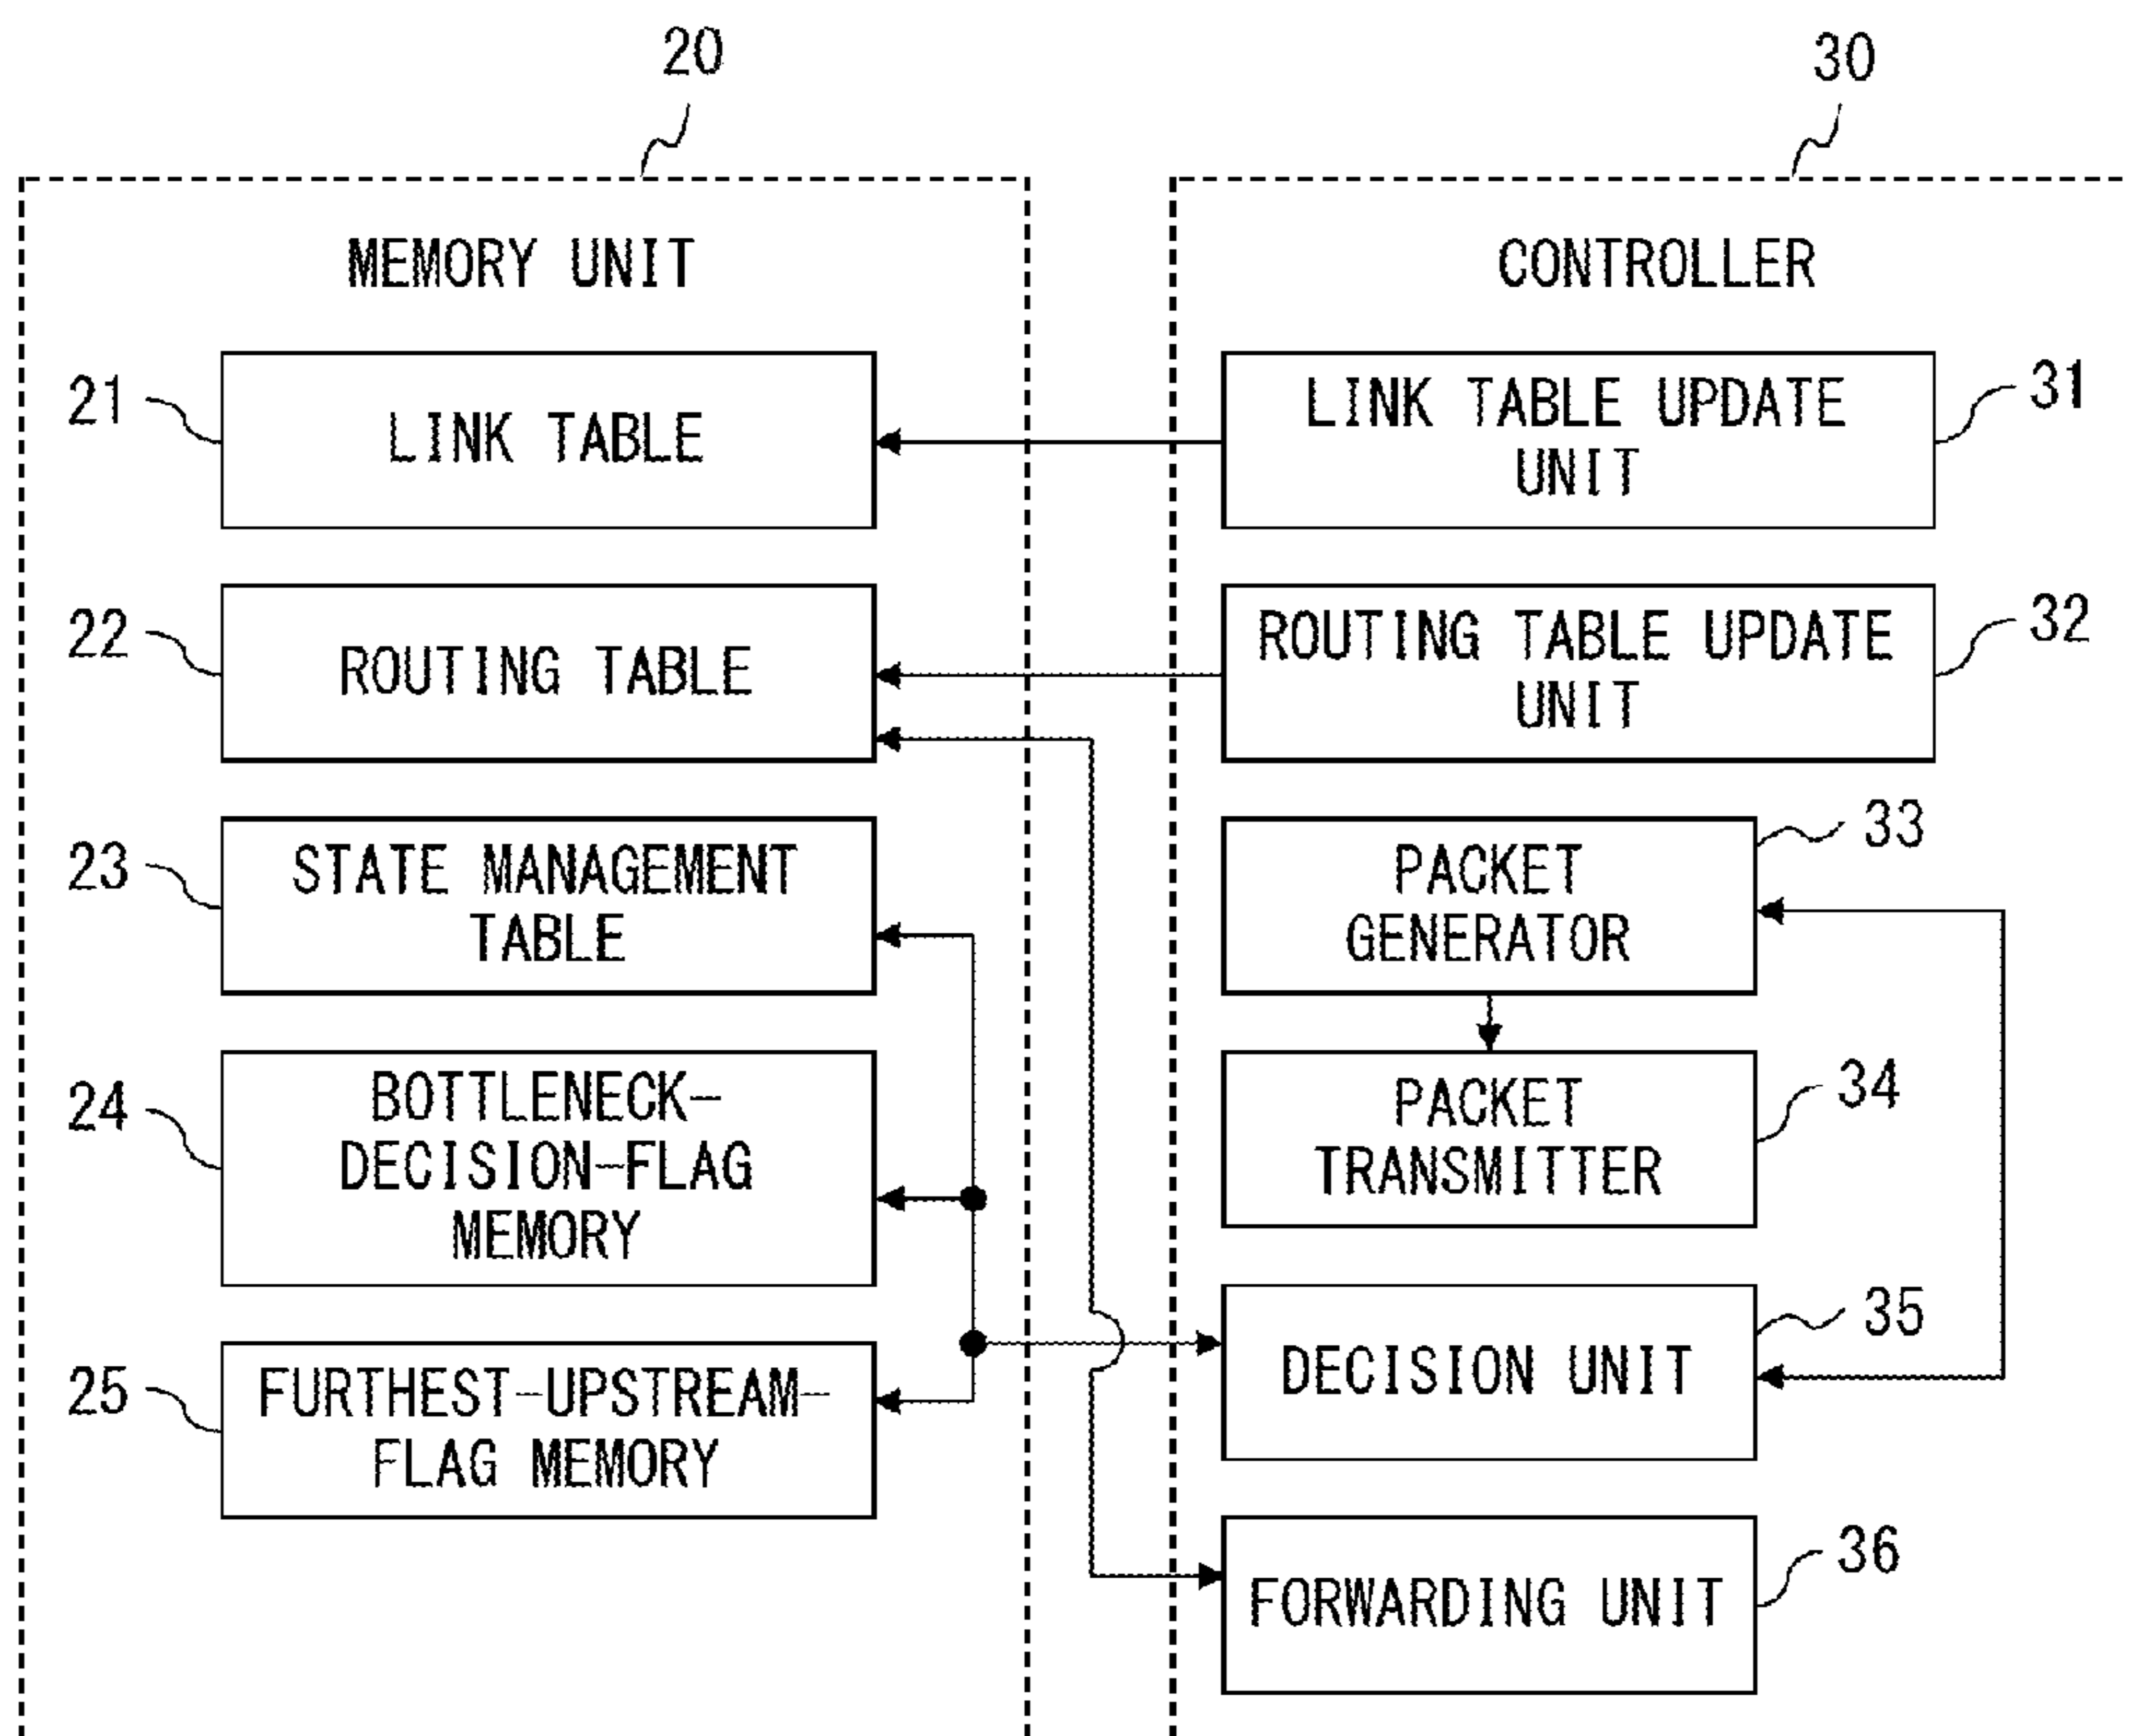 20
30
MEMORY UNIT
CONTROLLER
21
LINK TABLE
LINK TABLE UPDATE
UNIT
31
22
ROUTING TABLE
ROUTING TABLE UPDATE
UNIT
32
23
STATE MANAGEMENT
TABLE
PACKET
GENERATOR
33
24
BOTTLENECK-
DECISION-FLAG
MEMORY
PACKET
TRANSMITTER
34
25
FURTHEST-UPSTREAM-
FLAG MEMORY
DECISION UNIT
35
FORWARDING UNIT
36